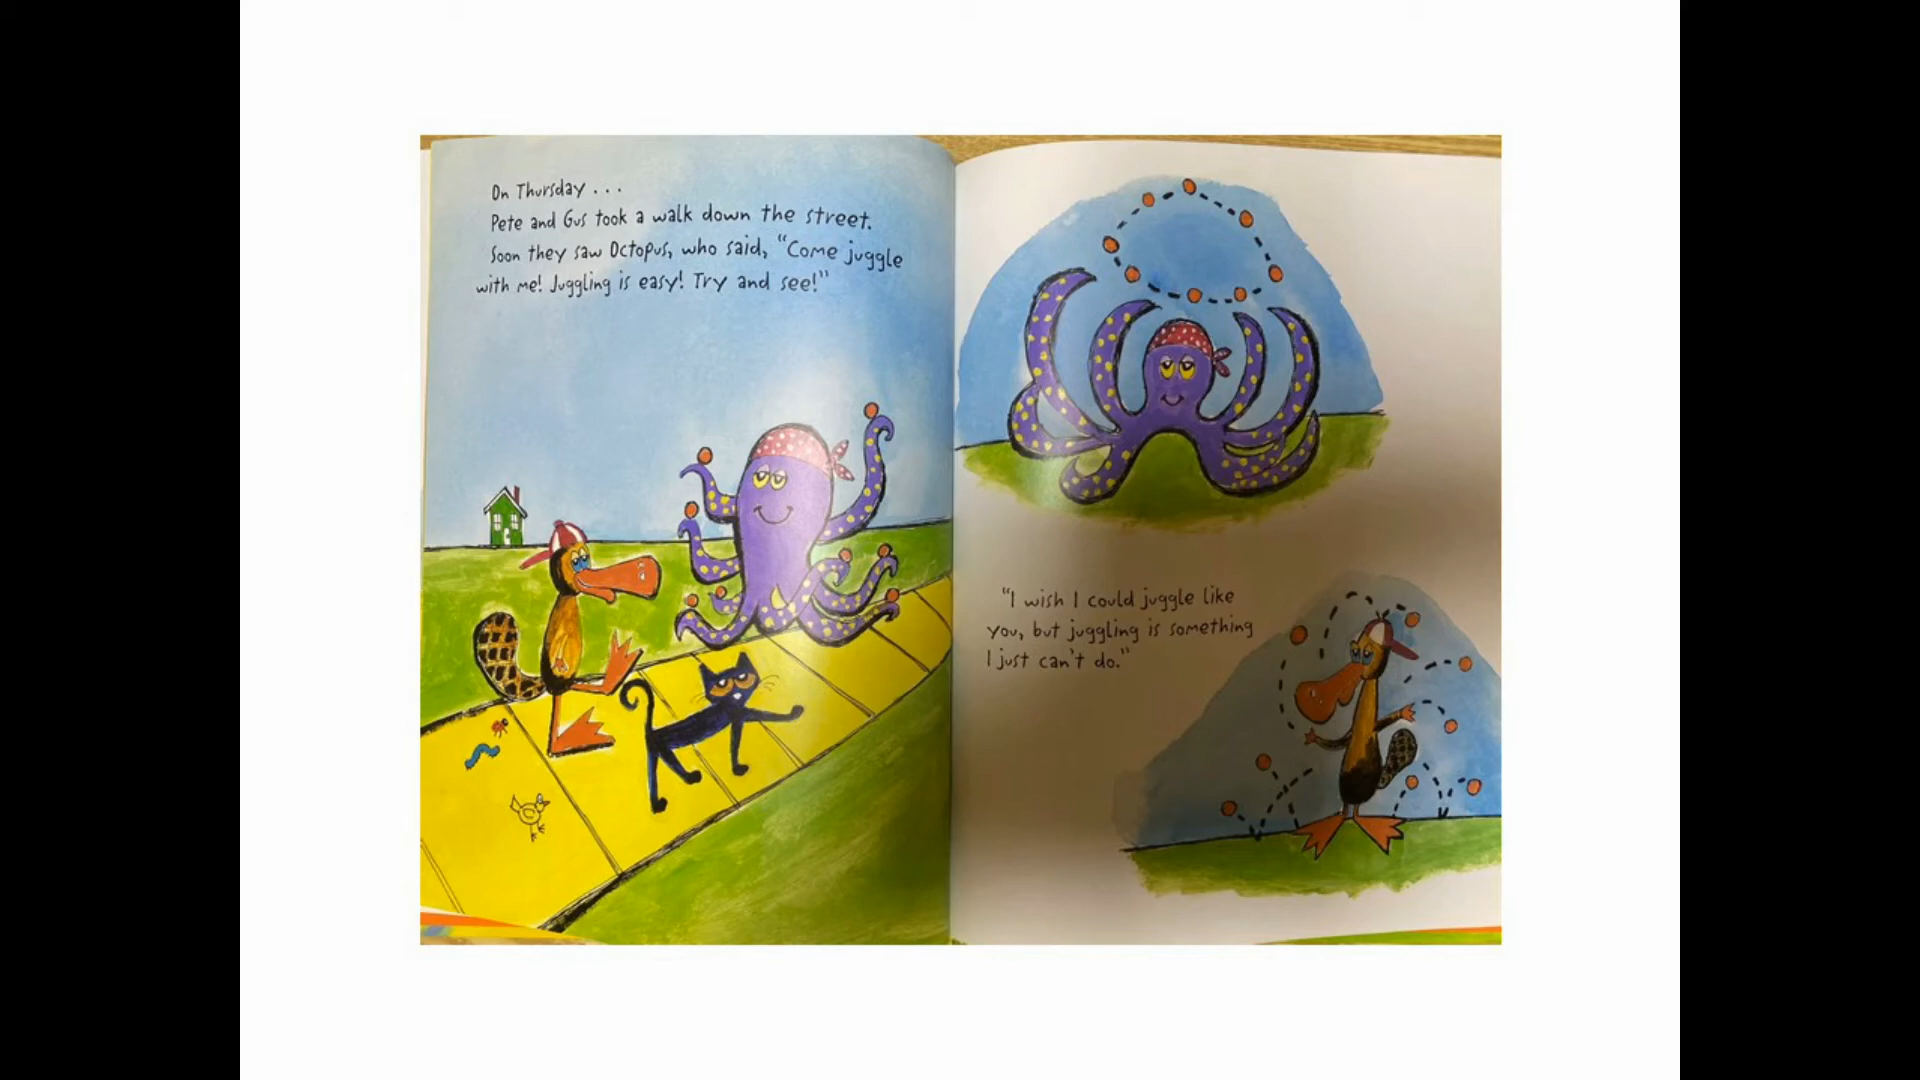 On Thursday . . .
Pete and Gus took a walk down the street.
Soon they saw Octopus, who said, "Come juggle
with me! Juggling is easy! Try and see!"
"I wish I could juggle like
you, but juggling is something
I just can't do."